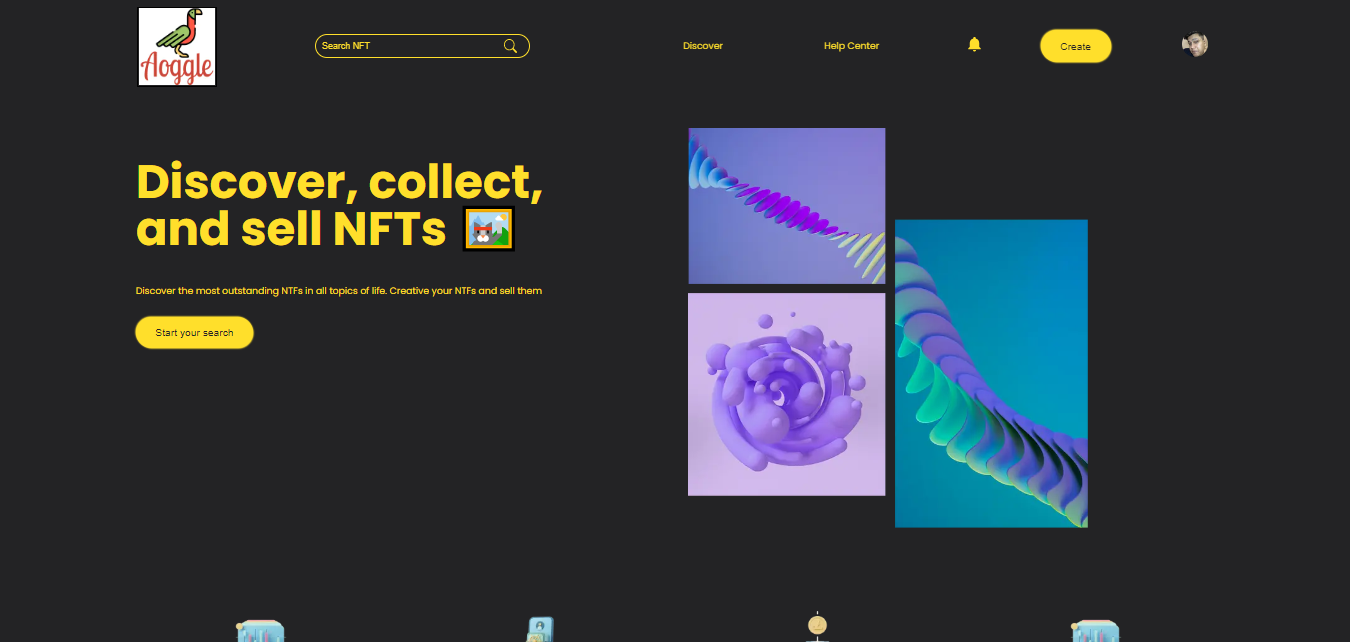 Aoggle
Search NFT
Discover
Help Center
Create
Discover, collect,
and sell NFTs
Discover the most outstanding NTFs in all topics of life. Creative your NTFs and sell them
Start your search